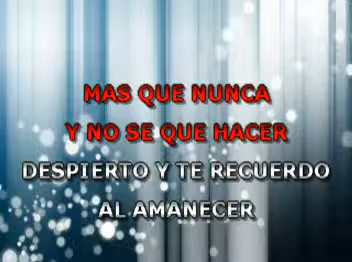 MAS QUE NUNCA
Y NO SE QUE HACER
DESPIERTO Y TE RECUERDO
AL AMANECER